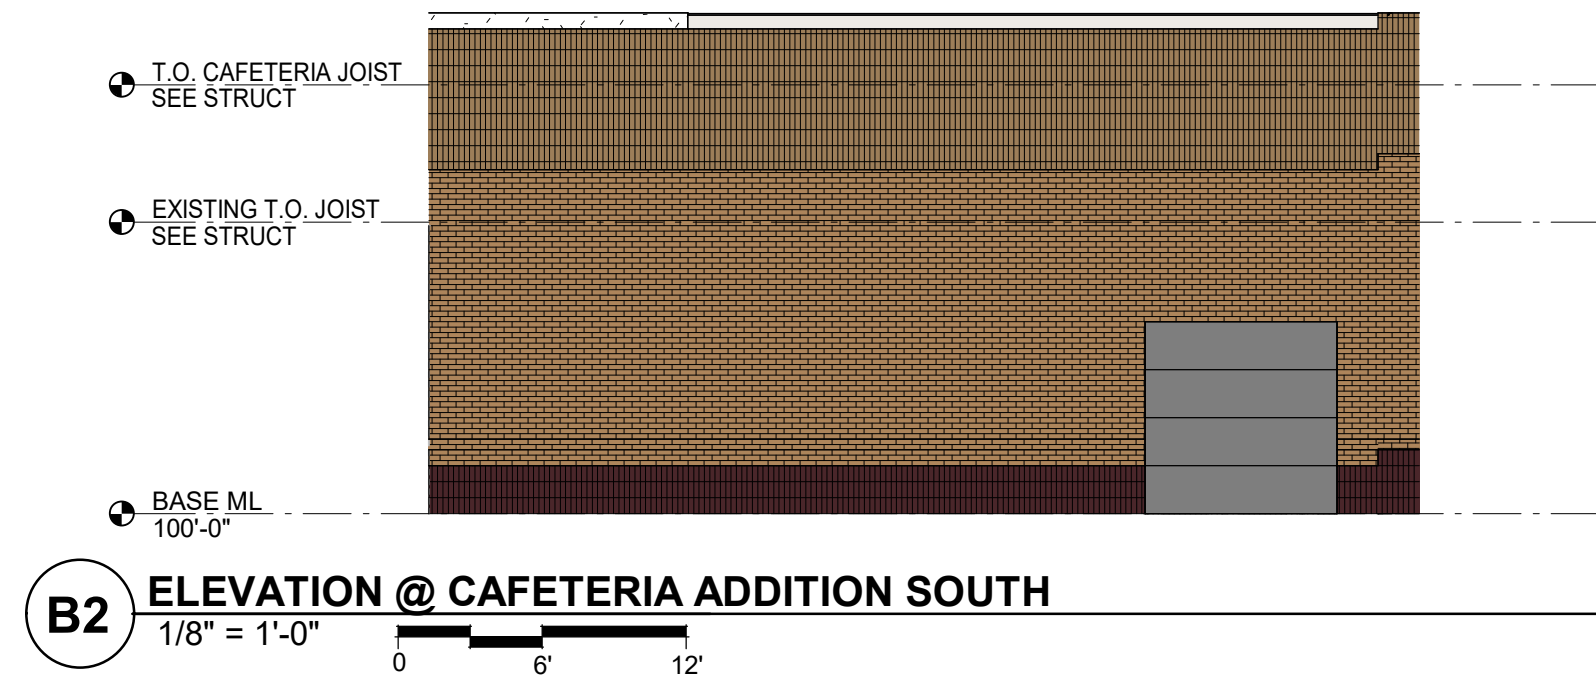 T.O. CAFETERIA JOIST
SEE STRUCT
EXISTING T.O. JOIST
SEE STRUCT
BASE ML
100'-0"
B2
ELEVATION @ CAFETERIA ADDITION SOUTH
1/8" = 1'-0"
0 6' 12'